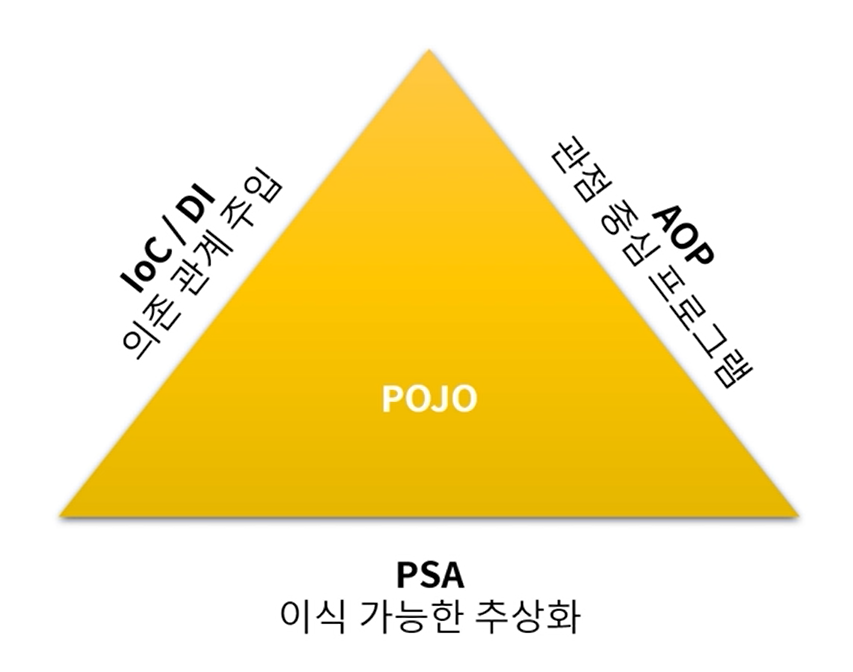 IoC / DI
의존 관계 주입
AOP
관점 중심 프로그램
POJO
PSA
이식 가능한 추상화